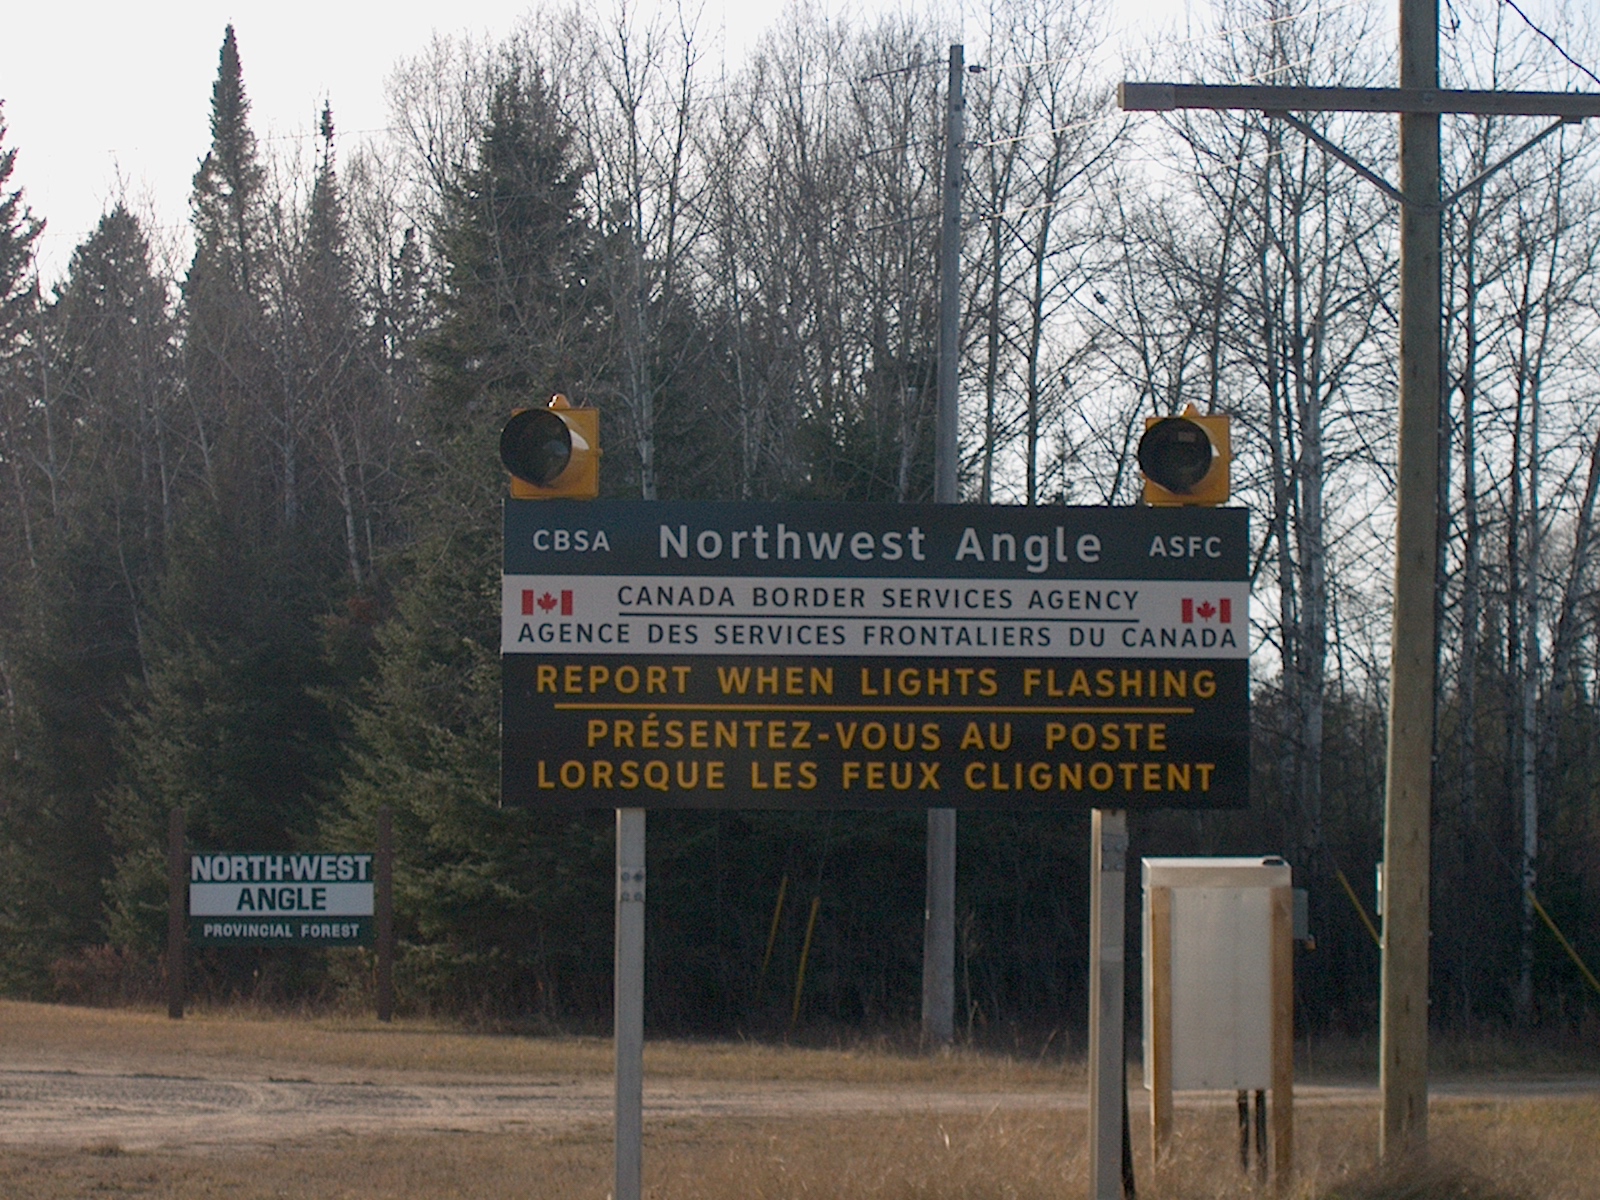 CBSA Northwest Angle ASFC
CANADA BORDER SERVICES AGENCY
AGENCE DES SERVICES FRONTALIERS DU CANADA
REPORT WHEN LIGHTS FLASHING
PRÉSENTEZ-VOUS AU POSTE
LORSQUE LES FEUX CLIGNOTENT
NORTH·WEST
ANGLE
PROVINCIAL FOREST